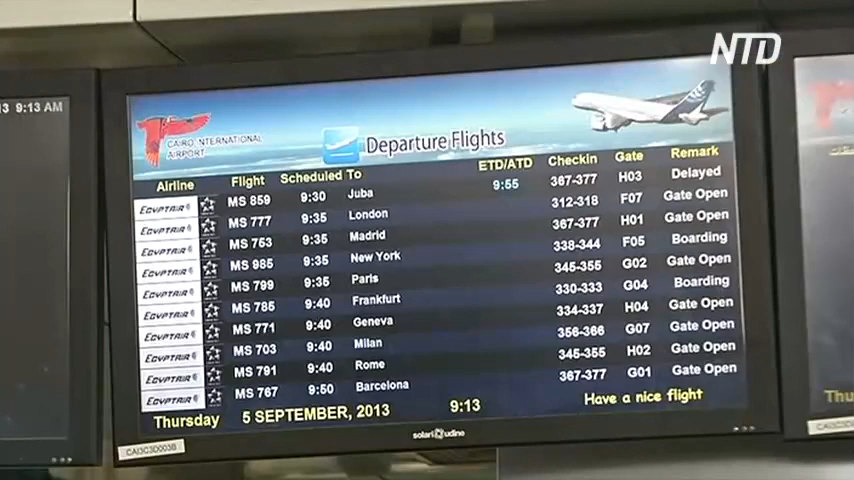 NTD
13 9:13 AM
CAIRO INTERNATIONAL
AIRPORT
Departure Flights
Airline Flight Scheduled To ETD/ATD Checkin Gate Remark
EGYPTAIR MS 859 9:30 Juba 9:55 367-377 H03 Delayed
EGYPTAIR MS 777 9:35 London 312-318 F07 Gate Open
EGYPTAIR MS 753 9:35 Madrid 367-377 H01 Gate Open
EGYPTAIR MS 985 9:35 New York 338-344 F05 Boarding
EGYPTAIR MS 799 9:35 Paris 345-355 G02 Gate Open
EGYPTAIR MS 785 9:40 Frankfurt 330-333 G04 Boarding
EGYPTAIR MS 771 9:40 Geneva 334-337 H04 Gate Open
EGYPTAIR MS 703 9:40 Milan 356-366 G07 Gate Open
EGYPTAIR MS 791 9:40 Rome 345-355 H02 Gate Open
EGYPTAIR MS 767 9:50 Barcelona 367-377 G01 Gate Open
Thursday 5 SEPTEMBER, 2013 9:13 Have a nice flight
Thu
solari udine
CAI3C3D003B